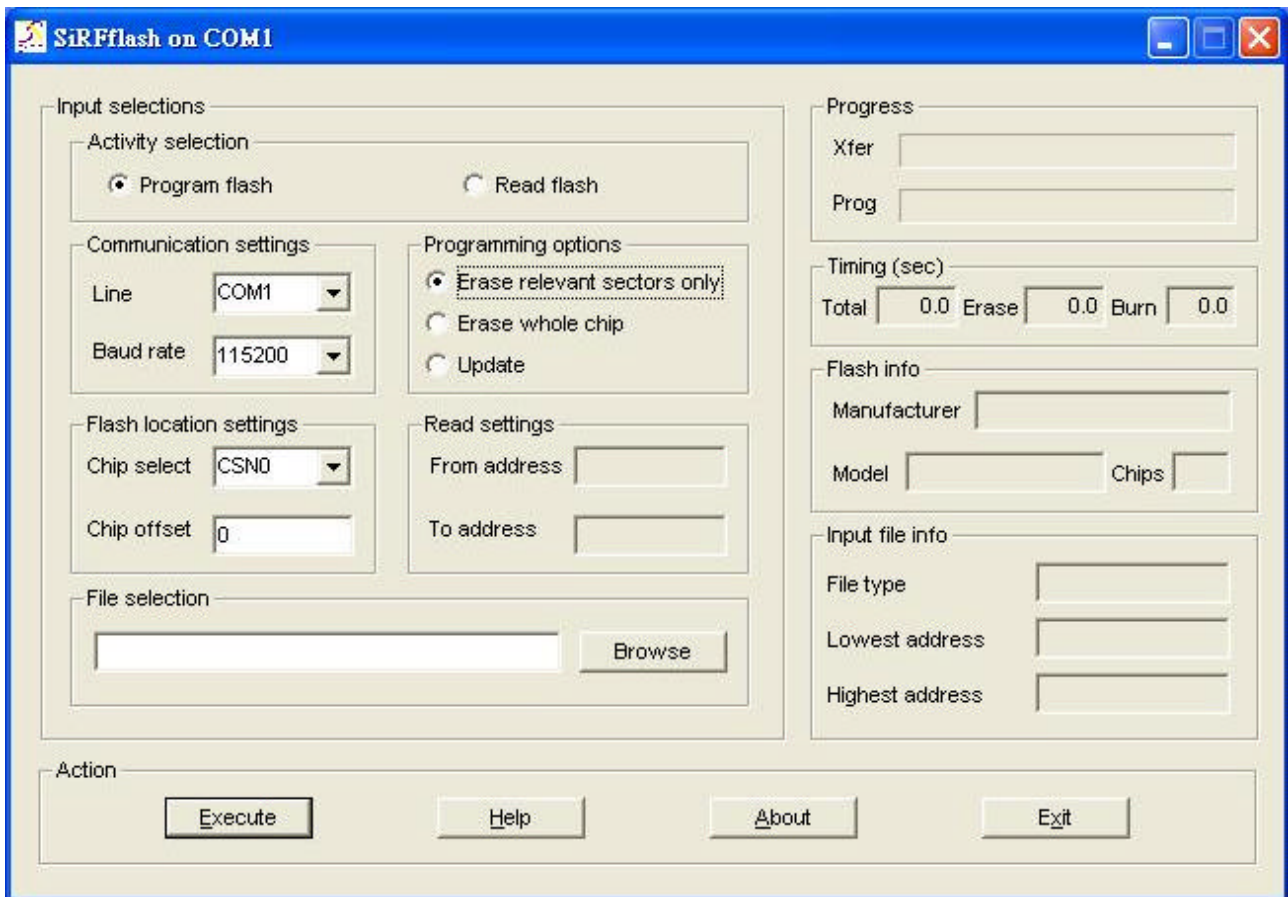 SiRFflash on COM1
Input selections
Activity selection
Program flash
Read flash
Communication settings
Line
COM1
Baud rate
115200
Programming options
Erase relevant sectors only
Erase whole chip
Update
Flash location settings
Chip select
CSN0
Chip offset
0
Read settings
From address
To address
File selection
Browse
Progress
Xfer
Prog
Timing (sec)
Total 0.0 Erase 0.0 Burn 0.0
Flash info
Manufacturer
Model
Chips
Input file info
File type
Lowest address
Highest address
Action
Execute
Help
About
Exit